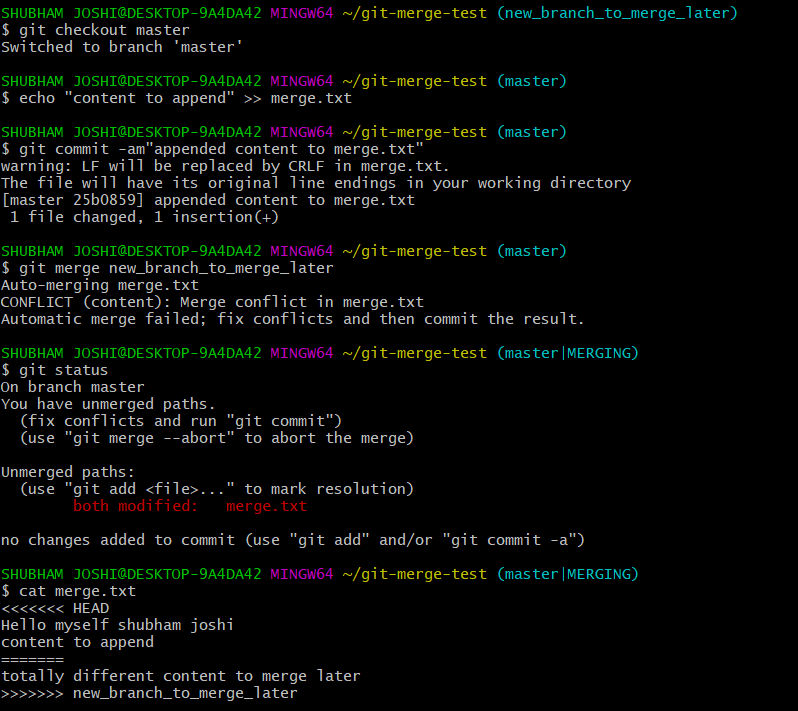 SHUBHAM JOSHI@DESKTOP-9A4DA42 MINGW64 ~/git-merge-test (new_branch_to_merge_later)
$ git checkout master
Switched to branch 'master'

SHUBHAM JOSHI@DESKTOP-9A4DA42 MINGW64 ~/git-merge-test (master)
$ echo "content to append" >> merge.txt

SHUBHAM JOSHI@DESKTOP-9A4DA42 MINGW64 ~/git-merge-test (master)
$ git commit -am"appended content to merge.txt"
warning: LF will be replaced by CRLF in merge.txt.
The file will have its original line endings in your working directory
[master 25b0859] appended content to merge.txt
 1 file changed, 1 insertion(+)

SHUBHAM JOSHI@DESKTOP-9A4DA42 MINGW64 ~/git-merge-test (master)
$ git merge new_branch_to_merge_later
Auto-merging merge.txt
CONFLICT (content): Merge conflict in merge.txt
Automatic merge failed; fix conflicts and then commit the result.

SHUBHAM JOSHI@DESKTOP-9A4DA42 MINGW64 ~/git-merge-test (master|MERGING)
$ git status
On branch master
You have unmerged paths.
  (fix conflicts and run "git commit")
  (use "git merge --abort" to abort the merge)

Unmerged paths:
  (use "git add <file>..." to mark resolution)
        both modified:   merge.txt

no changes added to commit (use "git add" and/or "git commit -a")

SHUBHAM JOSHI@DESKTOP-9A4DA42 MINGW64 ~/git-merge-test (master|MERGING)
$ cat merge.txt
<<<<<<< HEAD
Hello myself shubham joshi
content to append
=======
totally different content to merge later
>>>>>>> new_branch_to_merge_later